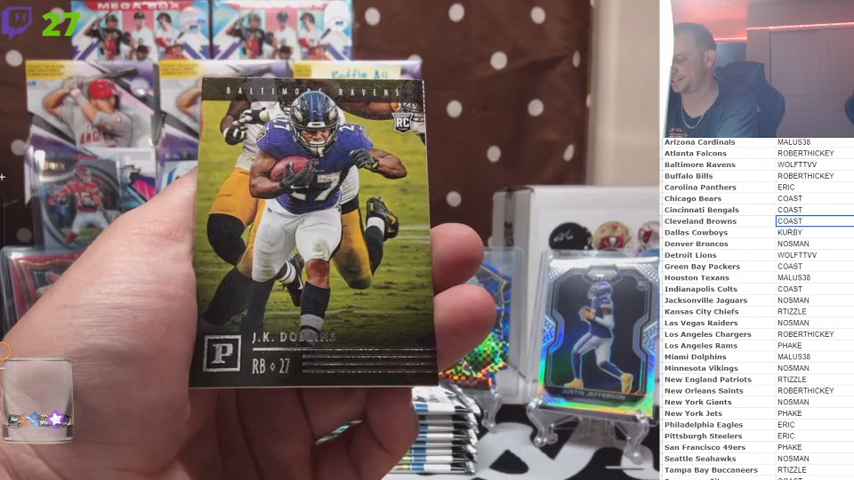 27
MEGA BOX
Raffle All
BALTIMORE RAVENS
RC
27
J.K. DOBBINS
P
RB 27
JUSTIN JEFFERSON
Arizona Cardinals MALUS38
Atlanta Falcons ROBERTHICKEY
Baltimore Ravens WOLFTTVV
Buffalo Bills ROBERTHICKEY
Carolina Panthers ERIC
Chicago Bears COAST
Cincinnati Bengals COAST
Cleveland Browns COAST
Dallas Cowboys KURBY
Denver Broncos NOSMAN
Detroit Lions WOLFTTVV
Green Bay Packers COAST
Houston Texans MALUS38
Indianapolis Colts COAST
Jacksonville Jaguars NOSMAN
Kansas City Chiefs RTIZZLE
Las Vegas Raiders NOSMAN
Los Angeles Chargers ROBERTHICKEY
Los Angeles Rams PHAKE
Miami Dolphins MALUS38
Minnesota Vikings NOSMAN
New England Patriots RTIZZLE
New Orleans Saints ROBERTHICKEY
New York Giants NOSMAN
New York Jets PHAKE
Philadelphia Eagles ERIC
Pittsburgh Steelers ERIC
San Francisco 49ers PHAKE
Seattle Seahawks NOSMAN
Tampa Bay Buccaneers RTIZZLE